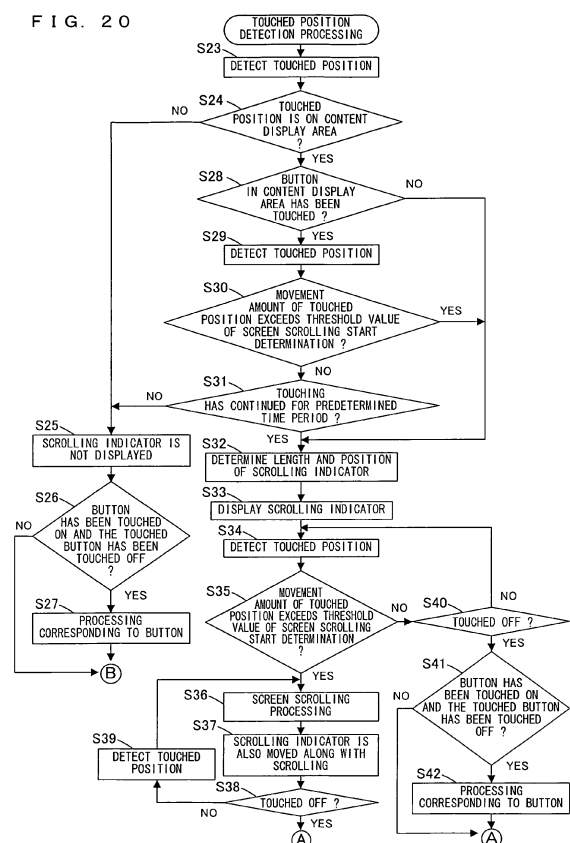 FIG. 20
TOUCHED POSITION
DETECTION PROCESSING
S23
DETECT TOUCHED POSITION
S24
TOUCHED
POSITION IS ON CONTENT
DISPLAY AREA
?
NO
YES
S28
BUTTON
IN CONTENT DISPLAY
AREA HAS BEEN
TOUCHED ?
NO
YES
S29
DETECT TOUCHED POSITION
S30
MOVEMENT
AMOUNT OF TOUCHED
POSITION EXCEEDS THRESHOLD VALUE
OF SCREEN SCROLLING START
DETERMINATION ?
YES
NO
S31
TOUCHING
HAS CONTINUED FOR PREDETERMINED
TIME PERIOD ?
NO
YES
S25
SCROLLING INDICATOR IS
NOT DISPLAYED
S26
BUTTON
HAS BEEN TOUCHED
ON AND THE TOUCHED
BUTTON HAS BEEN
TOUCHED OFF
?
NO
YES
S27
PROCESSING
CORRESPONDING TO BUTTON
B
S32
DETERMINE LENGTH AND POSITION
OF SCROLLING INDICATOR
S33
DISPLAY SCROLLING INDICATOR
S34
DETECT TOUCHED POSITION
S35
MOVEMENT
AMOUNT OF TOUCHED
POSITION EXCEEDS THRESHOLD
VALUE OF SCREEN SCROLLING
START DETERMINATION
?
NO
YES
S36
SCREEN SCROLLING
PROCESSING
S37
SCROLLING INDICATOR IS
ALSO MOVED ALONG WITH
SCROLLING
S39
DETECT TOUCHED
POSITION
S38
TOUCHED OFF ?
NO
YES
A
S40
TOUCHED OFF ?
NO
YES
S41
BUTTON HAS
BEEN TOUCHED ON
AND THE TOUCHED BUTTON
HAS BEEN TOUCHED
OFF ?
NO
YES
S42
PROCESSING
CORRESPONDING TO BUTTON
A